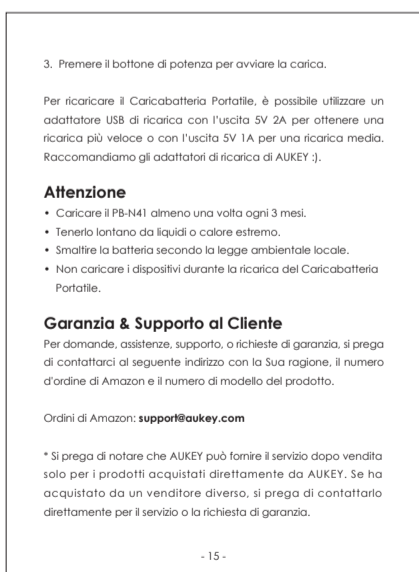 3. Premere il bottone di potenza per avviare la carica.
Per ricaricare il Caricabatteria Portatile, è possibile utilizzare un
adattatore USB di ricarica con l'uscita 5V 2A per ottenere una
ricarica più veloce o con l'uscita 5V 1A per una ricarica media.
Raccomandiamo gli adattatori di ricarica di AUKEY :).
Attenzione
• Caricare il PB-N41 almeno una volta ogni 3 mesi.
• Tenerlo lontano da liquidi o calore estremo.
• Smaltire la batteria secondo la legge ambientale locale.
• Non caricare i dispositivi durante la ricarica del Caricabatteria
Portatile.
Garanzia & Supporto al Cliente
Per domande, assistenze, supporto, o richieste di garanzia, si prega
di contattarci al seguente indirizzo con la Sua ragione, il numero
d'ordine di Amazon e il numero di modello del prodotto.
Ordini di Amazon: support@aukey.com
* Si prega di notare che AUKEY può fornire il servizio dopo vendita
solo per i prodotti acquistati direttamente da AUKEY. Se ha
acquistato da un venditore diverso, si prega di contattarlo
direttamente per il servizio o la richiesta di garanzia.
- 15 -